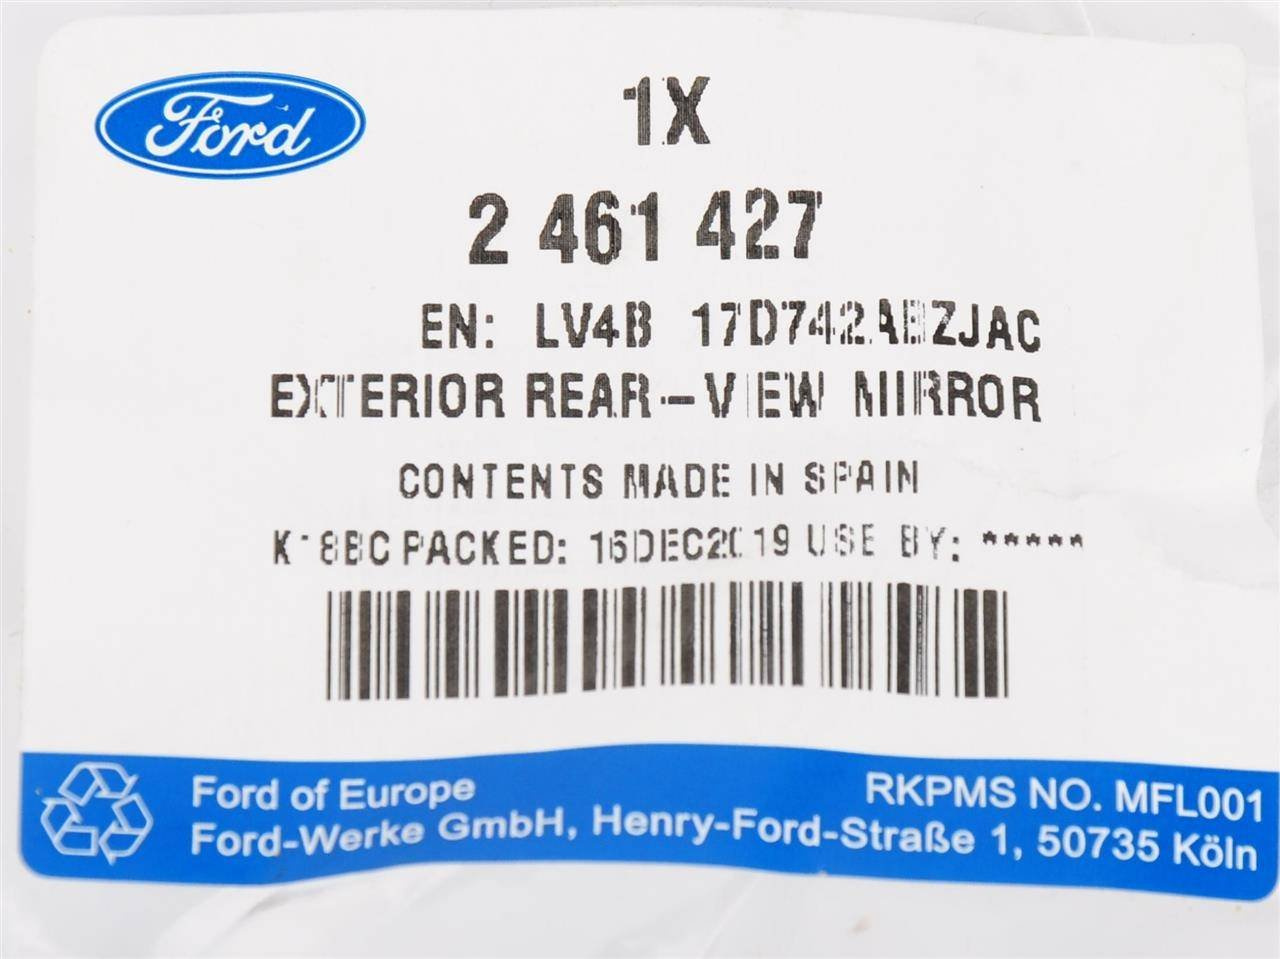 Ford
1X
2 461 427
EN: LV4B 17D742ABZJAC
EXTERIOR REAR-VIEW MIRROR
CONTENTS MADE IN SPAIN
K18BC PACKED: 16DEC2019 USE BY: *****
Ford of Europe
RKPMS NO. MFL001
Ford-Werke GmbH, Henry-Ford-Straße 1, 50735 Köln